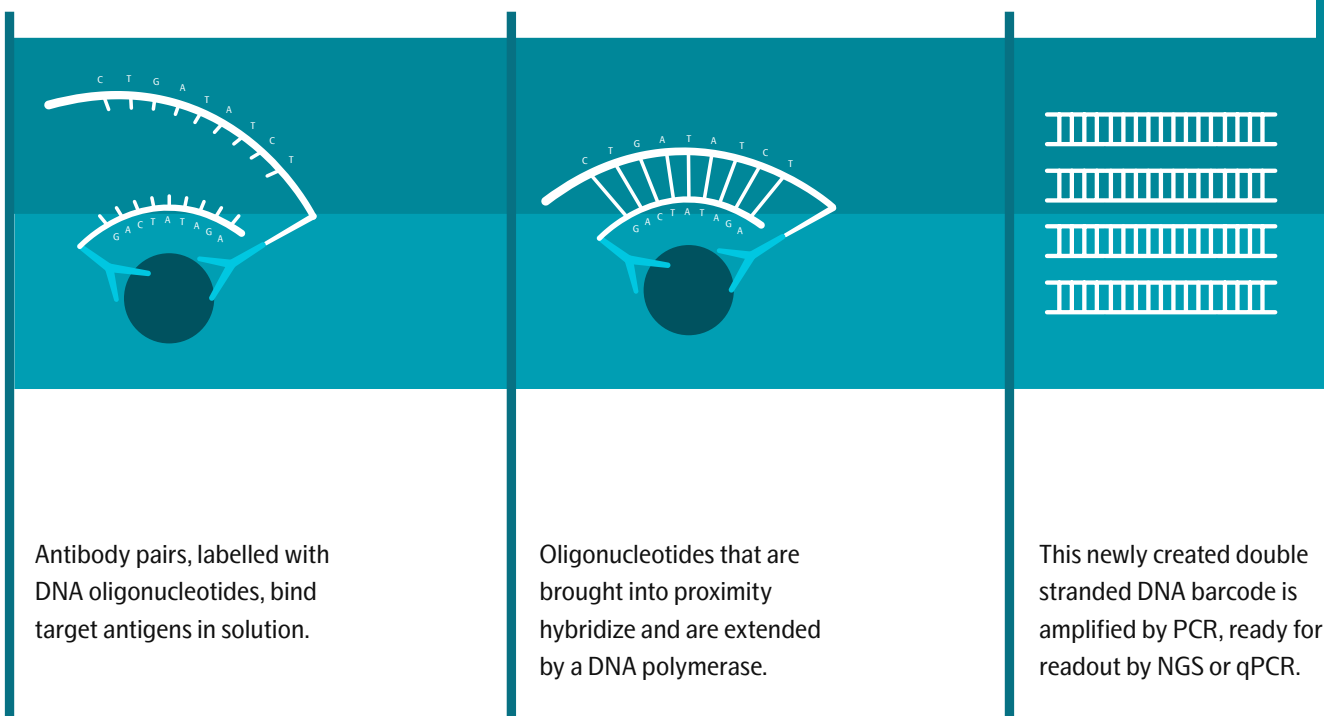 C T G A T A T C T
G A C T A T A G A
Antibody pairs, labelled with
DNA oligonucleotides, bind
target antigens in solution.
C T G A T A T C T
G A C T A T A G A
Oligonucleotides that are
brought into proximity
hybridize and are extended
by a DNA polymerase.
This newly created double
stranded DNA barcode is
amplified by PCR, ready for
readout by NGS or qPCR.